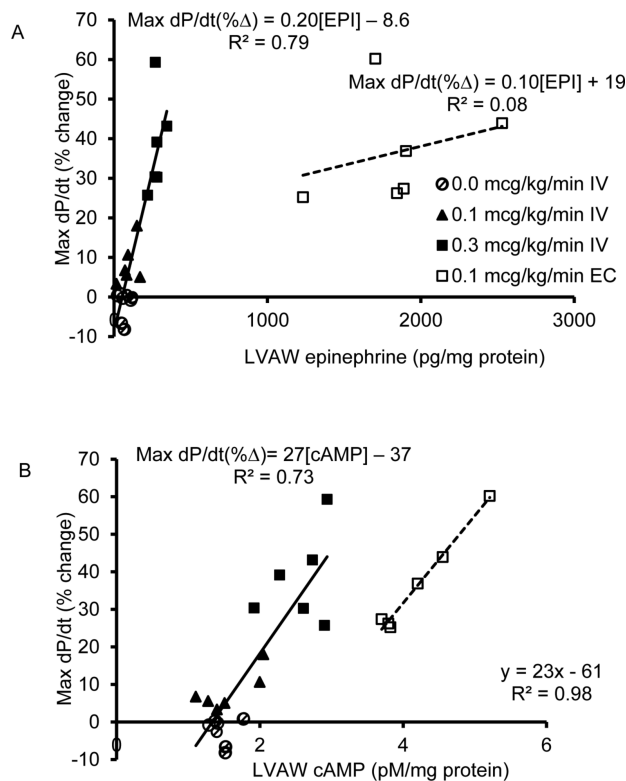 A
Max dP/dt(%Δ) = 0.20[EPI] – 8.6
R² = 0.79
Max dP/dt(%Δ) = 0.10[EPI] + 19
R² = 0.08
Max dP/dt (% change)
70
60
50
40
30
20
10
0
-10
0
1000
2000
3000
0.0 mcg/kg/min IV
0.1 mcg/kg/min IV
0.3 mcg/kg/min IV
0.1 mcg/kg/min EC
LVAW epinephrine (pg/mg protein)
B
Max dP/dt(%Δ)= 27[cAMP] – 37
R² = 0.73
Max dP/dt (% change)
70
60
50
40
30
20
10
0
-10
0
2
4
6
y = 23x - 61
R² = 0.98
LVAW cAMP (pM/mg protein)